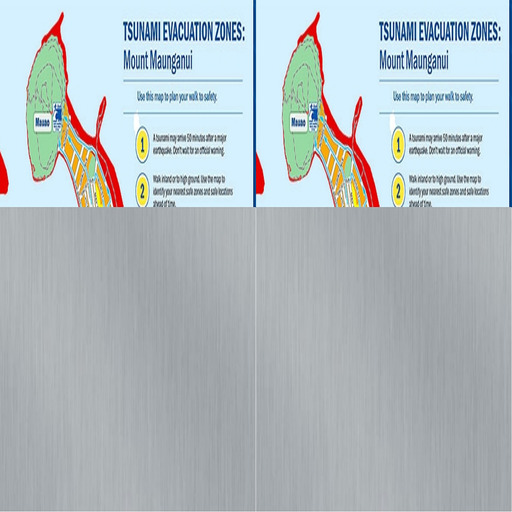 TSUNAMI EVACUATION ZONES:
Mount Maunganui
Use this map to plan your walk to safety.
Mauao
1
A tsunami may arrive 50 minutes after a major
earthquake. Don't wait for an official warning.
2
Walk inland or to high ground. Use the map to
identify your nearest safe zones and safe locations
ahead of time.
TSUNAMI EVACUATION ZONES:
Mount Maunganui
Use this map to plan your walk to safety.
Mauao
1
A tsunami may arrive 50 minutes after a major
earthquake. Don't wait for an official warning.
2
Walk inland or to high ground. Use the map to
identify your nearest safe zones and safe locations
ahead of time.